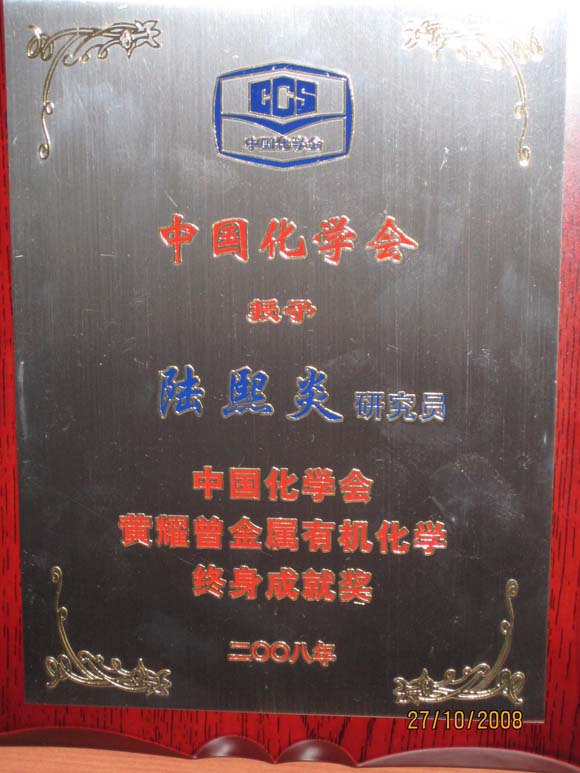 CCS
中国化学会
中国化学会
授予
陆熙炎 研究员
中国化学会
黄耀曾金属有机化学
终身成就奖
二〇〇八年
27/10/2008